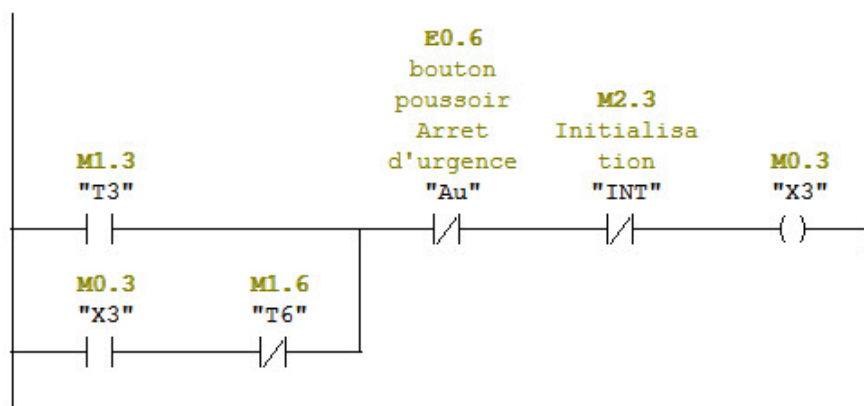 E0.6
bouton
poussoir
Arret
d'urgence
"Au"
M2.3
Initialisa
tion
"INT"
M1.3
"T3"
M0.3
"X3"
M0.3
"X3"
M1.6
"T6"